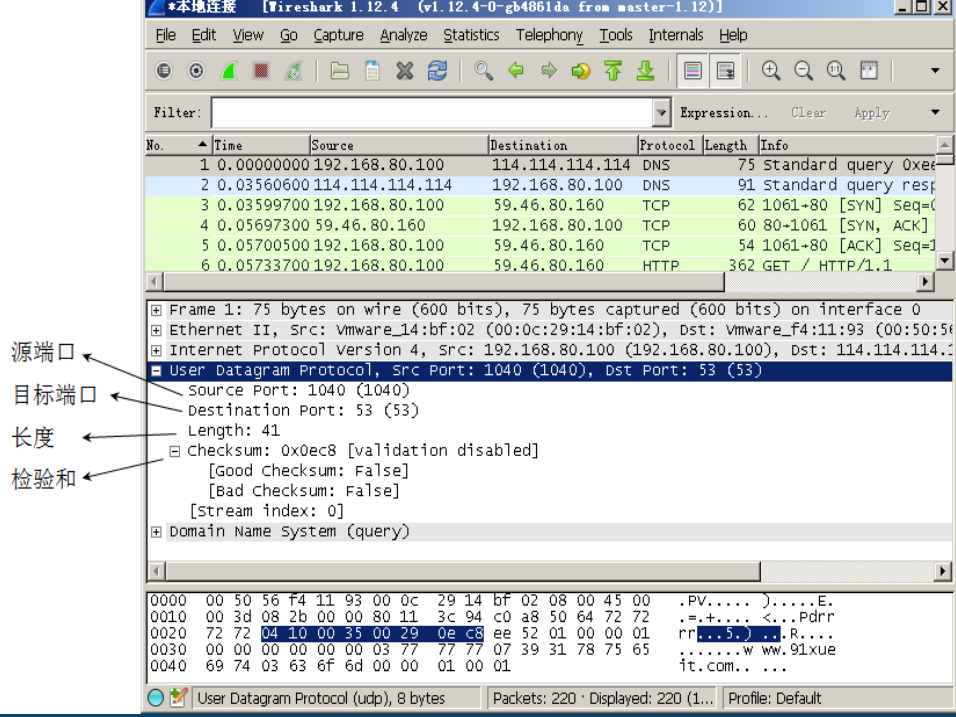 *本地连接 [Wireshark 1.12.4 (v1.12.4-0-gb4861da from master-1.12)]
File Edit View Go Capture Analyze Statistics Telephony Tools Internals Help
Filter: Expression... Clear Apply
No. Time Source Destination Protocol Length Info
1 0.00000000 192.168.80.100 114.114.114.114 DNS 75 Standard query 0xee
2 0.03560600 114.114.114.114 192.168.80.100 DNS 91 Standard query resp
3 0.03599700 192.168.80.100 59.46.80.160 TCP 62 1061→80 [SYN] Seq=0
4 0.05697300 59.46.80.160 192.168.80.100 TCP 60 80→1061 [SYN, ACK]
5 0.05700500 192.168.80.100 59.46.80.160 TCP 54 1061→80 [ACK] Seq=1
6 0.05733700 192.168.80.100 59.46.80.160 HTTP 362 GET / HTTP/1.1
Frame 1: 75 bytes on wire (600 bits), 75 bytes captured (600 bits) on interface 0
Ethernet II, Src: Vmware_14:bf:02 (00:0c:29:14:bf:02), Dst: Vmware_f4:11:93 (00:50:56
Internet Protocol Version 4, Src: 192.168.80.100 (192.168.80.100), Dst: 114.114.114.1
User Datagram Protocol, Src Port: 1040 (1040), Dst Port: 53 (53)
源端口
Source Port: 1040 (1040)
目标端口
Destination Port: 53 (53)
长度
Length: 41
检验和
Checksum: 0x0ec8 [validation disabled]
[Good Checksum: False]
[Bad Checksum: False]
[Stream index: 0]
Domain Name System (query)
0000 00 50 56 f4 11 93 00 0c 29 14 bf 02 08 00 45 00 .PV..... ).....E.
0010 00 3d 08 2b 00 00 80 11 3c 94 c0 a8 50 64 72 72 .=.+.... <...Pdrr
0020 72 72 04 10 00 35 00 29 0e c8 ee 52 01 00 00 01 rr...5.) ...R....
0030 00 00 00 00 00 00 03 77 77 77 07 39 31 78 75 65 .......w ww.91xue
0040 69 74 03 63 6f 6d 00 00 01 00 01 it.com.. ...
User Datagram Protocol (udp), 8 bytes Packets: 220 · Displayed: 220 (1... Profile: Default